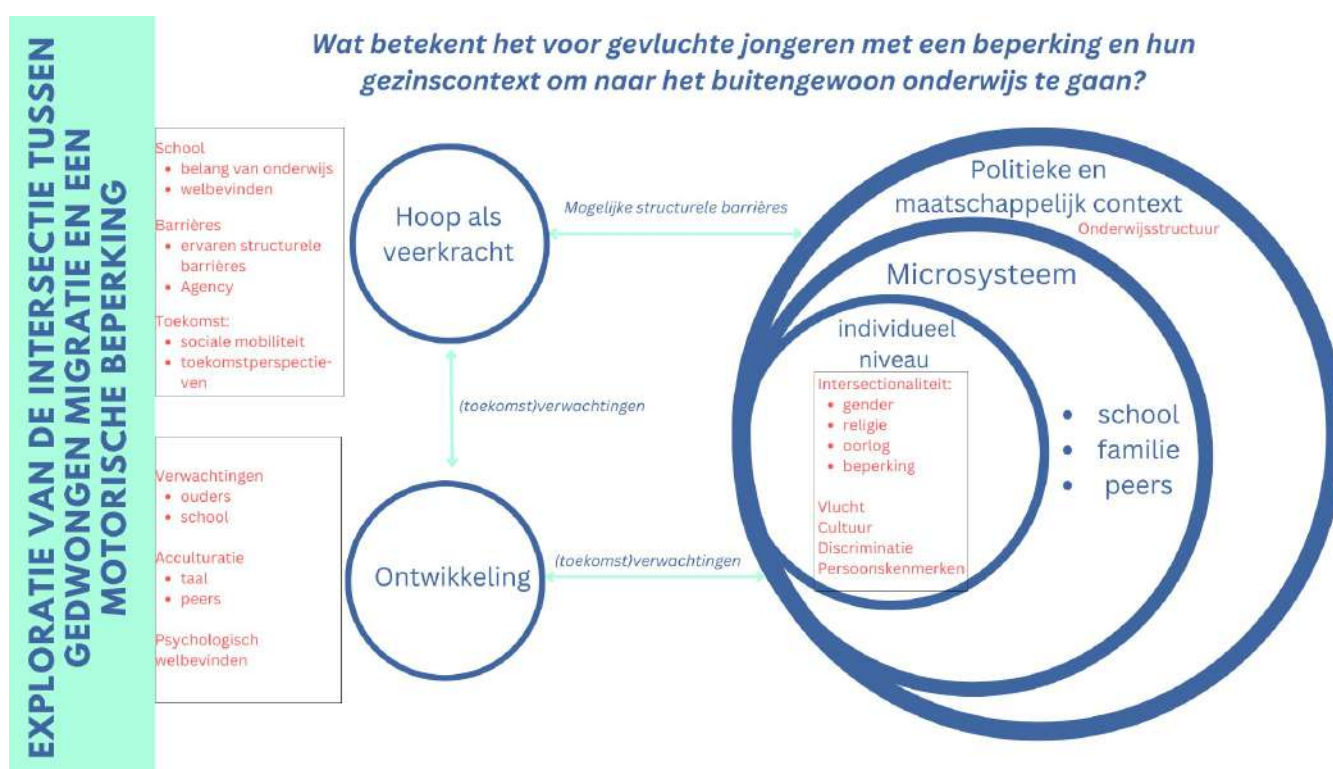 EXPLORATIE VAN DE INTERSECTIE TUSSEN
GEDWONGEN MIGRATIE EN EEN
MOTORISCHE BEPERKING
Wat betekent het voor gevluchte jongeren met een beperking en hun
gezinscontext om naar het buitengewoon onderwijs te gaan?
School
• belang van onderwijs
• welbevinden
Barrières
• ervaren structurele
barrières
• Agency
Toekomst:
• sociale mobiliteit
• toekomstperspectie-
ven
Hoop als
veerkracht
Mogelijke structurele barrières
(toekomst)verwachtingen
Verwachtingen
• ouders
• school
Acculturatie
• taal
• peers
Psychologisch
welbevinden
Ontwikkeling
(toekomst)verwachtingen
Politieke en
maatschappelijk context
Onderwijsstructuur
Microsysteem
• school
• familie
• peers
individueel
niveau
Intersectionaliteit:
• gender
• religie
• oorlog
• beperking
Vlucht
Cultuur
Discriminatie
Persoonskenmerken